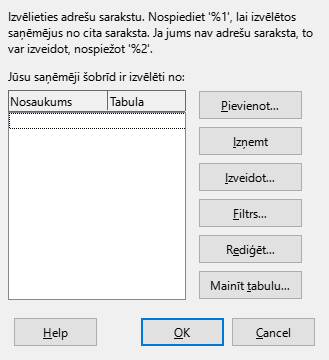 Izvēlieties adrešu sarakstu. Nospiediet '%1', lai izvēlētos
saņēmējus no cita saraksta. Ja jums nav adrešu saraksta, to
var izveidot, nospiežot '%2'.
Jūsu saņēmēji šobrīd ir izvēlēti no:
Nosaukums Tabula
Pievienot...
Izņemt
Izveidot...
Filtrs...
Rediģēt...
Mainīt tabulu...
Help OK Cancel